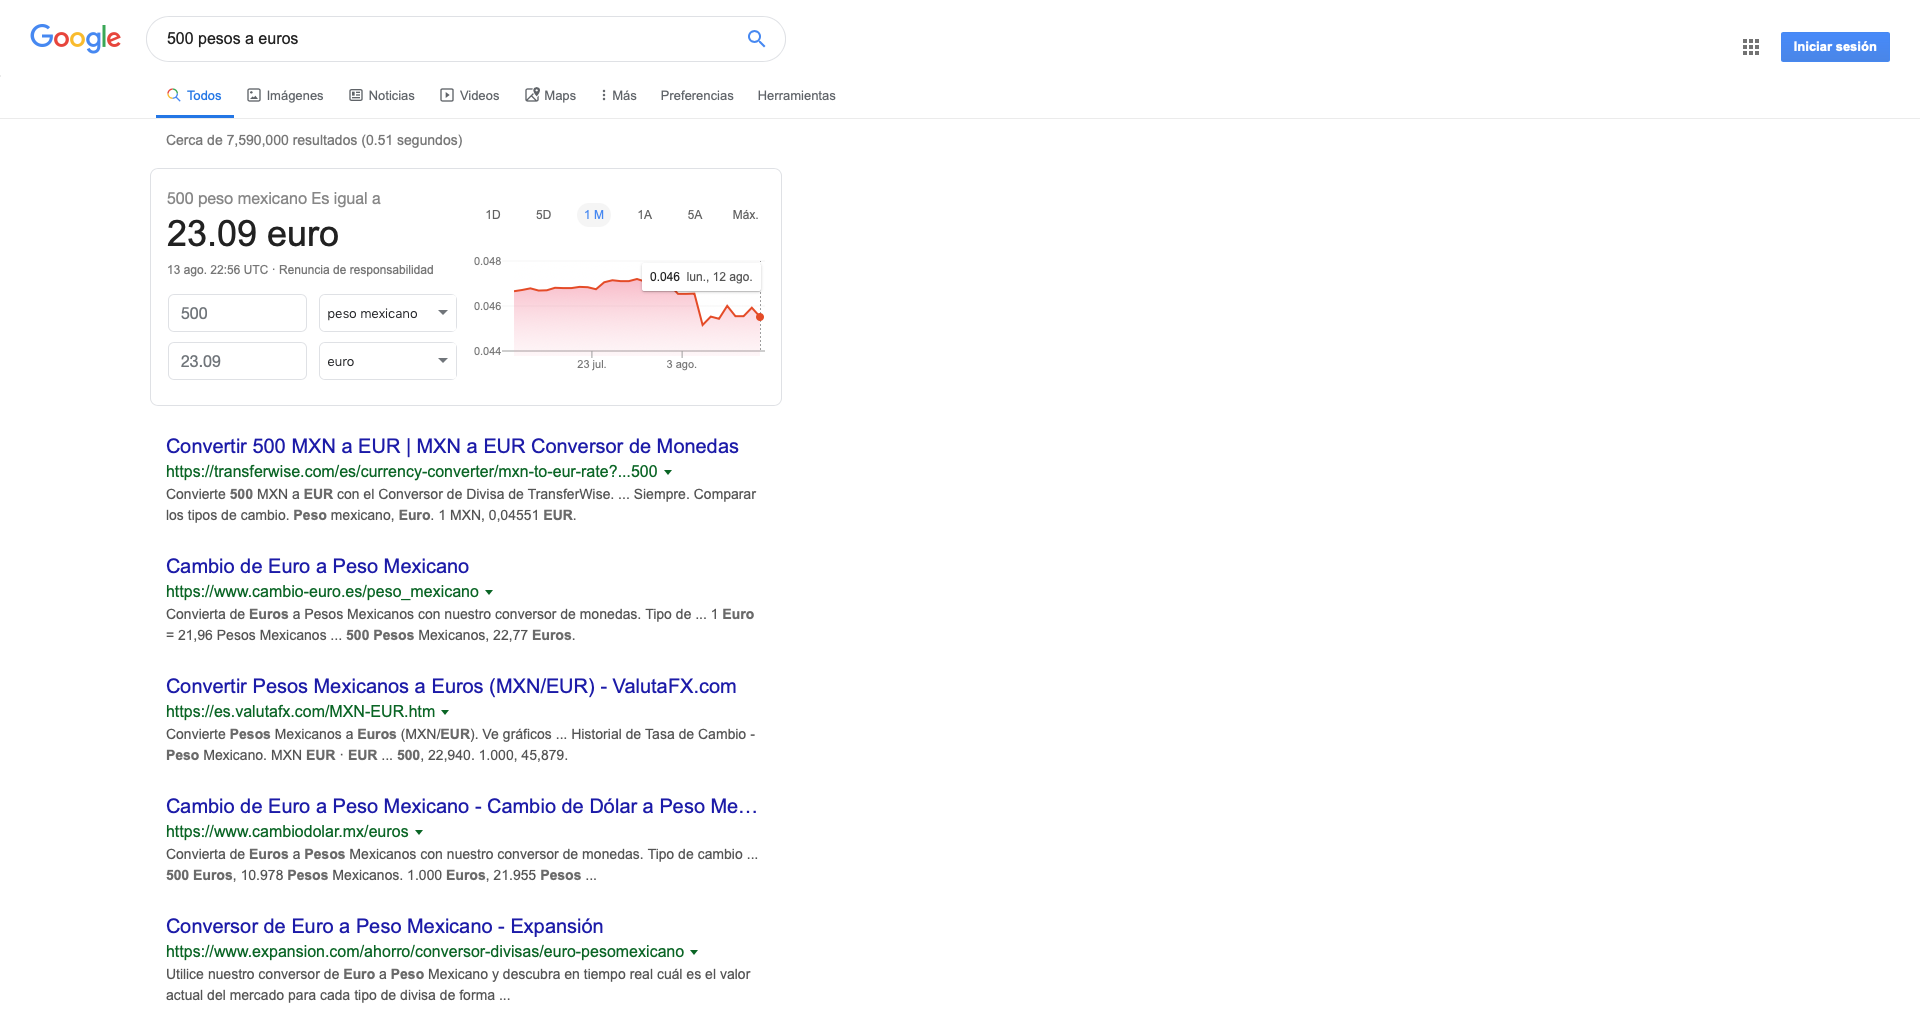 Google
500 pesos a euros
Iniciar sesión
Todos Imágenes Noticias Videos Maps Más Preferencias Herramientas
Cerca de 7,590,000 resultados (0.51 segundos)
500 peso mexicano Es igual a
23.09 euro
13 ago. 22:56 UTC · Renuncia de responsabilidad
500 peso mexicano
23.09 euro
1D 5D 1 M 1A 5A Máx.
0.048
0.046 lun., 12 ago.
0.046
0.044
23 jul. 3 ago.
Convertir 500 MXN a EUR | MXN a EUR Conversor de Monedas
https://transferwise.com/es/currency-converter/mxn-to-eur-rate?...500
Convierte 500 MXN a EUR con el Conversor de Divisa de TransferWise. ... Siempre. Comparar
los tipos de cambio. Peso mexicano, Euro. 1 MXN, 0,04551 EUR.
Cambio de Euro a Peso Mexicano
https://www.cambio-euro.es/peso_mexicano
Convierta de Euros a Pesos Mexicanos con nuestro conversor de monedas. Tipo de ... 1 Euro
= 21,96 Pesos Mexicanos ... 500 Pesos Mexicanos, 22,77 Euros.
Convertir Pesos Mexicanos a Euros (MXN/EUR) - ValutaFX.com
https://es.valutafx.com/MXN-EUR.htm
Convierte Pesos Mexicanos a Euros (MXN/EUR). Ve gráficos ... Historial de Tasa de Cambio -
Peso Mexicano. MXN EUR · EUR ... 500, 22,940. 1.000, 45,879.
Cambio de Euro a Peso Mexicano - Cambio de Dólar a Peso Me…
https://www.cambiodolar.mx/euros
Convierta de Euros a Pesos Mexicanos con nuestro conversor de monedas. Tipo de cambio ...
500 Euros, 10.978 Pesos Mexicanos. 1.000 Euros, 21.955 Pesos ...
Conversor de Euro a Peso Mexicano - Expansión
https://www.expansion.com/ahorro/conversor-divisas/euro-pesomexicano
Utilice nuestro conversor de Euro a Peso Mexicano y descubra en tiempo real cuál es el valor
actual del mercado para cada tipo de divisa de forma ...